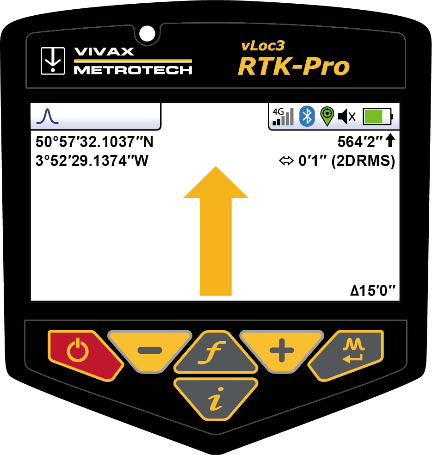 VIVAX
METROTECH
vLoc3
RTK-Pro
4G
50°57′32.1037″N
3°52′29.1374″W
564′2″
0′1″ (2DRMS)
Δ15′0″
f
i